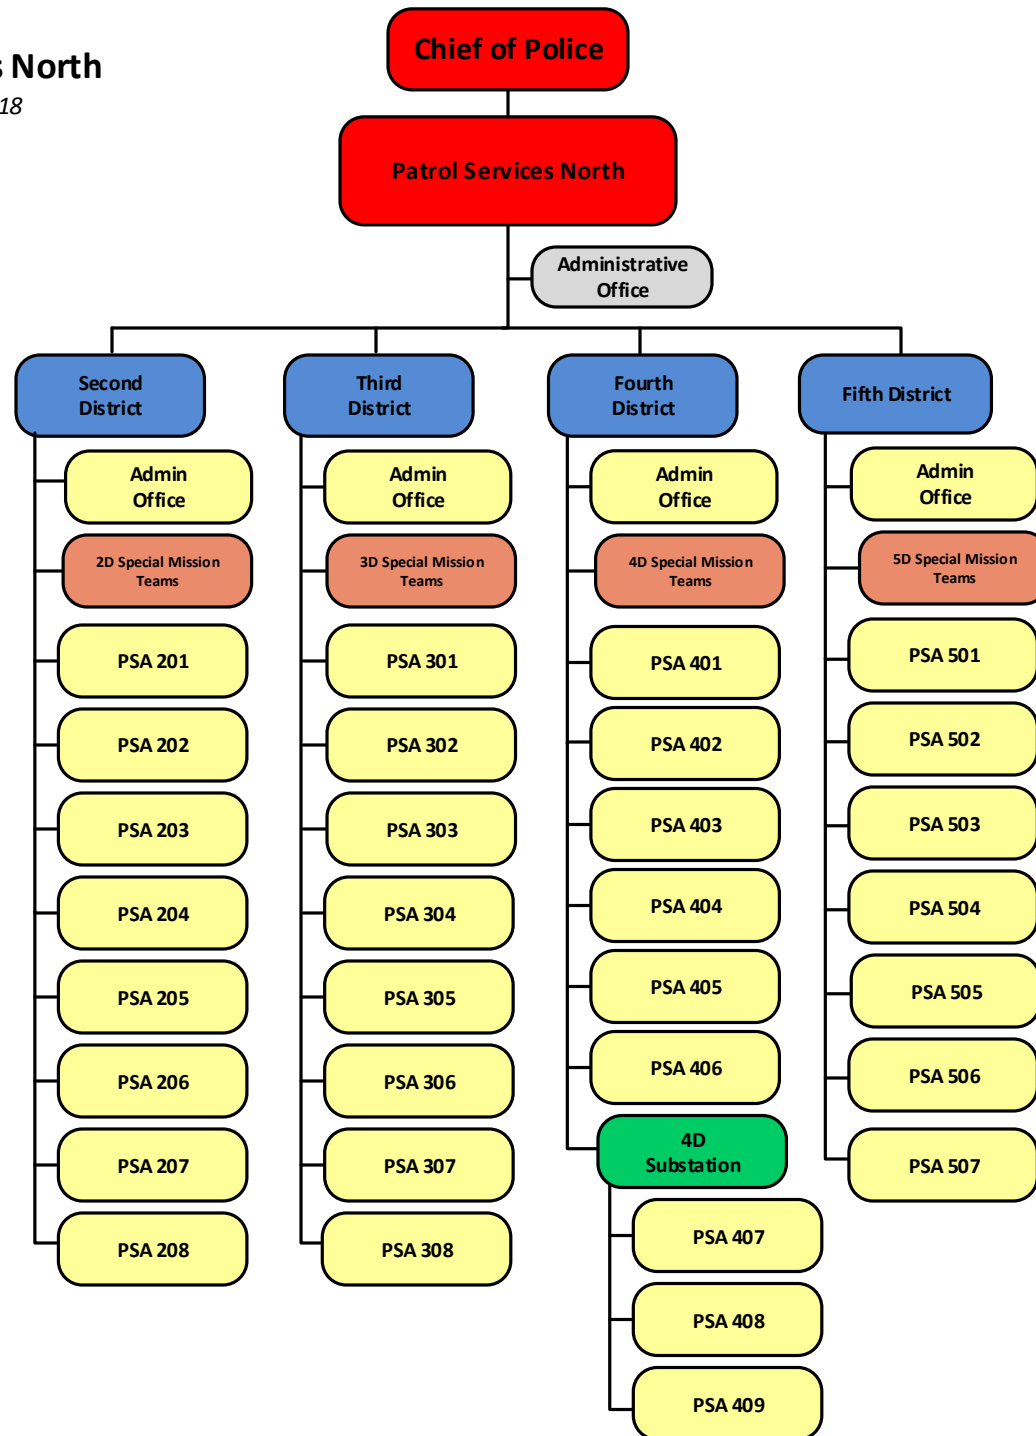 Chief of Police
s North
18
Patrol Services North
Administrative
Office
Second
District
Third
District
Fourth
District
Fifth District
Admin
Office
Admin
Office
Admin
Office
Admin
Office
2D Special Mission
Teams
3D Special Mission
Teams
4D Special Mission
Teams
5D Special Mission
Teams
PSA 201
PSA 301
PSA 401
PSA 501
PSA 202
PSA 302
PSA 402
PSA 502
PSA 203
PSA 303
PSA 403
PSA 503
PSA 204
PSA 304
PSA 404
PSA 504
PSA 205
PSA 305
PSA 405
PSA 505
PSA 206
PSA 306
PSA 406
PSA 506
PSA 207
PSA 307
4D
Substation
PSA 507
PSA 208
PSA 308
PSA 407
PSA 408
PSA 409